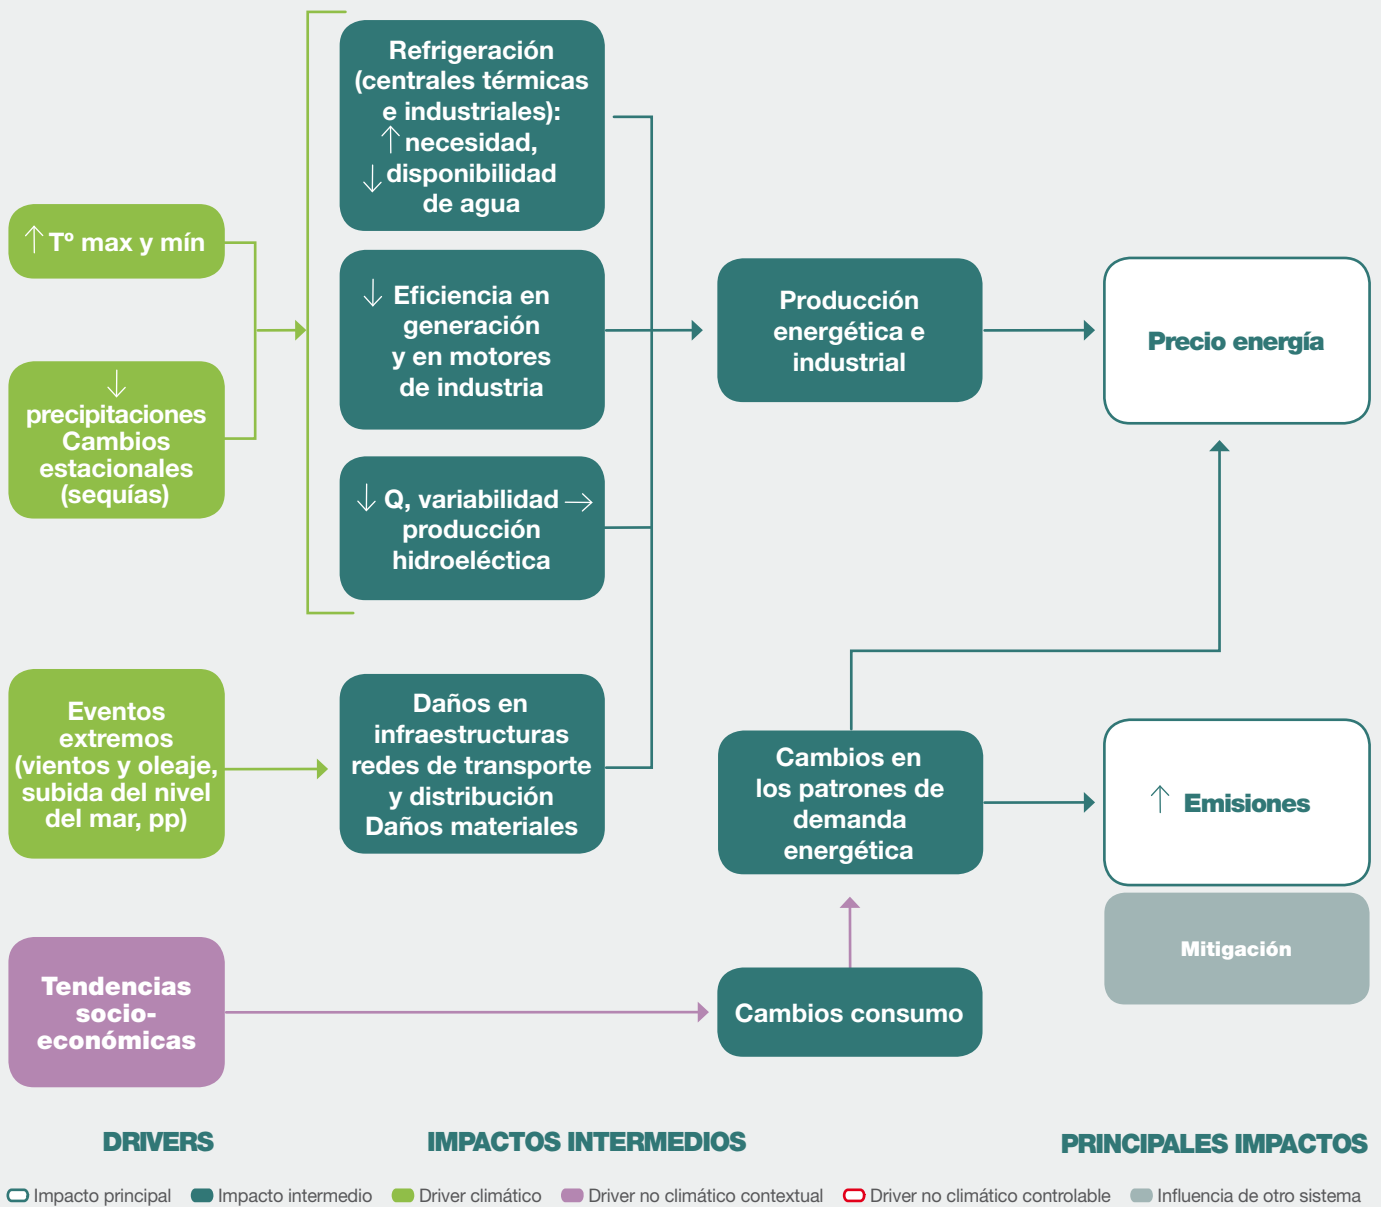 ↑ Tº max y mín
↓
precipitaciones
Cambios
estacionales
(sequías)
Eventos
extremos
(vientos y oleaje,
subida del nivel
del mar, pp)
Tendencias
socio-
económicas
Refrigeración
(centrales térmicas
e industriales):
↑ necesidad,
↓ disponibilidad
de agua
↓ Eficiencia en
generación
y en motores
de industria
↓ Q, variabilidad →
producción
hidroeléctica
Daños en
infraestructuras
redes de transporte
y distribución
Daños materiales
Producción
energética e
industrial
Cambios en
los patrones de
demanda
energética
Cambios consumo
Precio energía
↑ Emisiones
Mitigación
DRIVERS
IMPACTOS INTERMEDIOS
PRINCIPALES IMPACTOS
Impacto principal
Impacto intermedio
Driver climático
Driver no climático contextual
Driver no climático controlable
Influencia de otro sistema